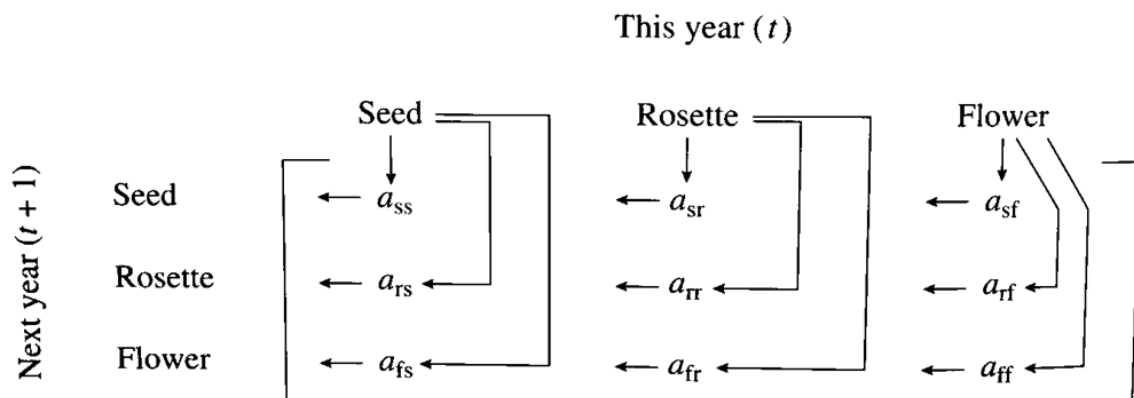 This year (t)
Seed Rosette Flower
Next year (t + 1)
Seed a_ss a_sr a_sf
Rosette a_rs a_rr a_rf
Flower a_fs a_fr a_ff